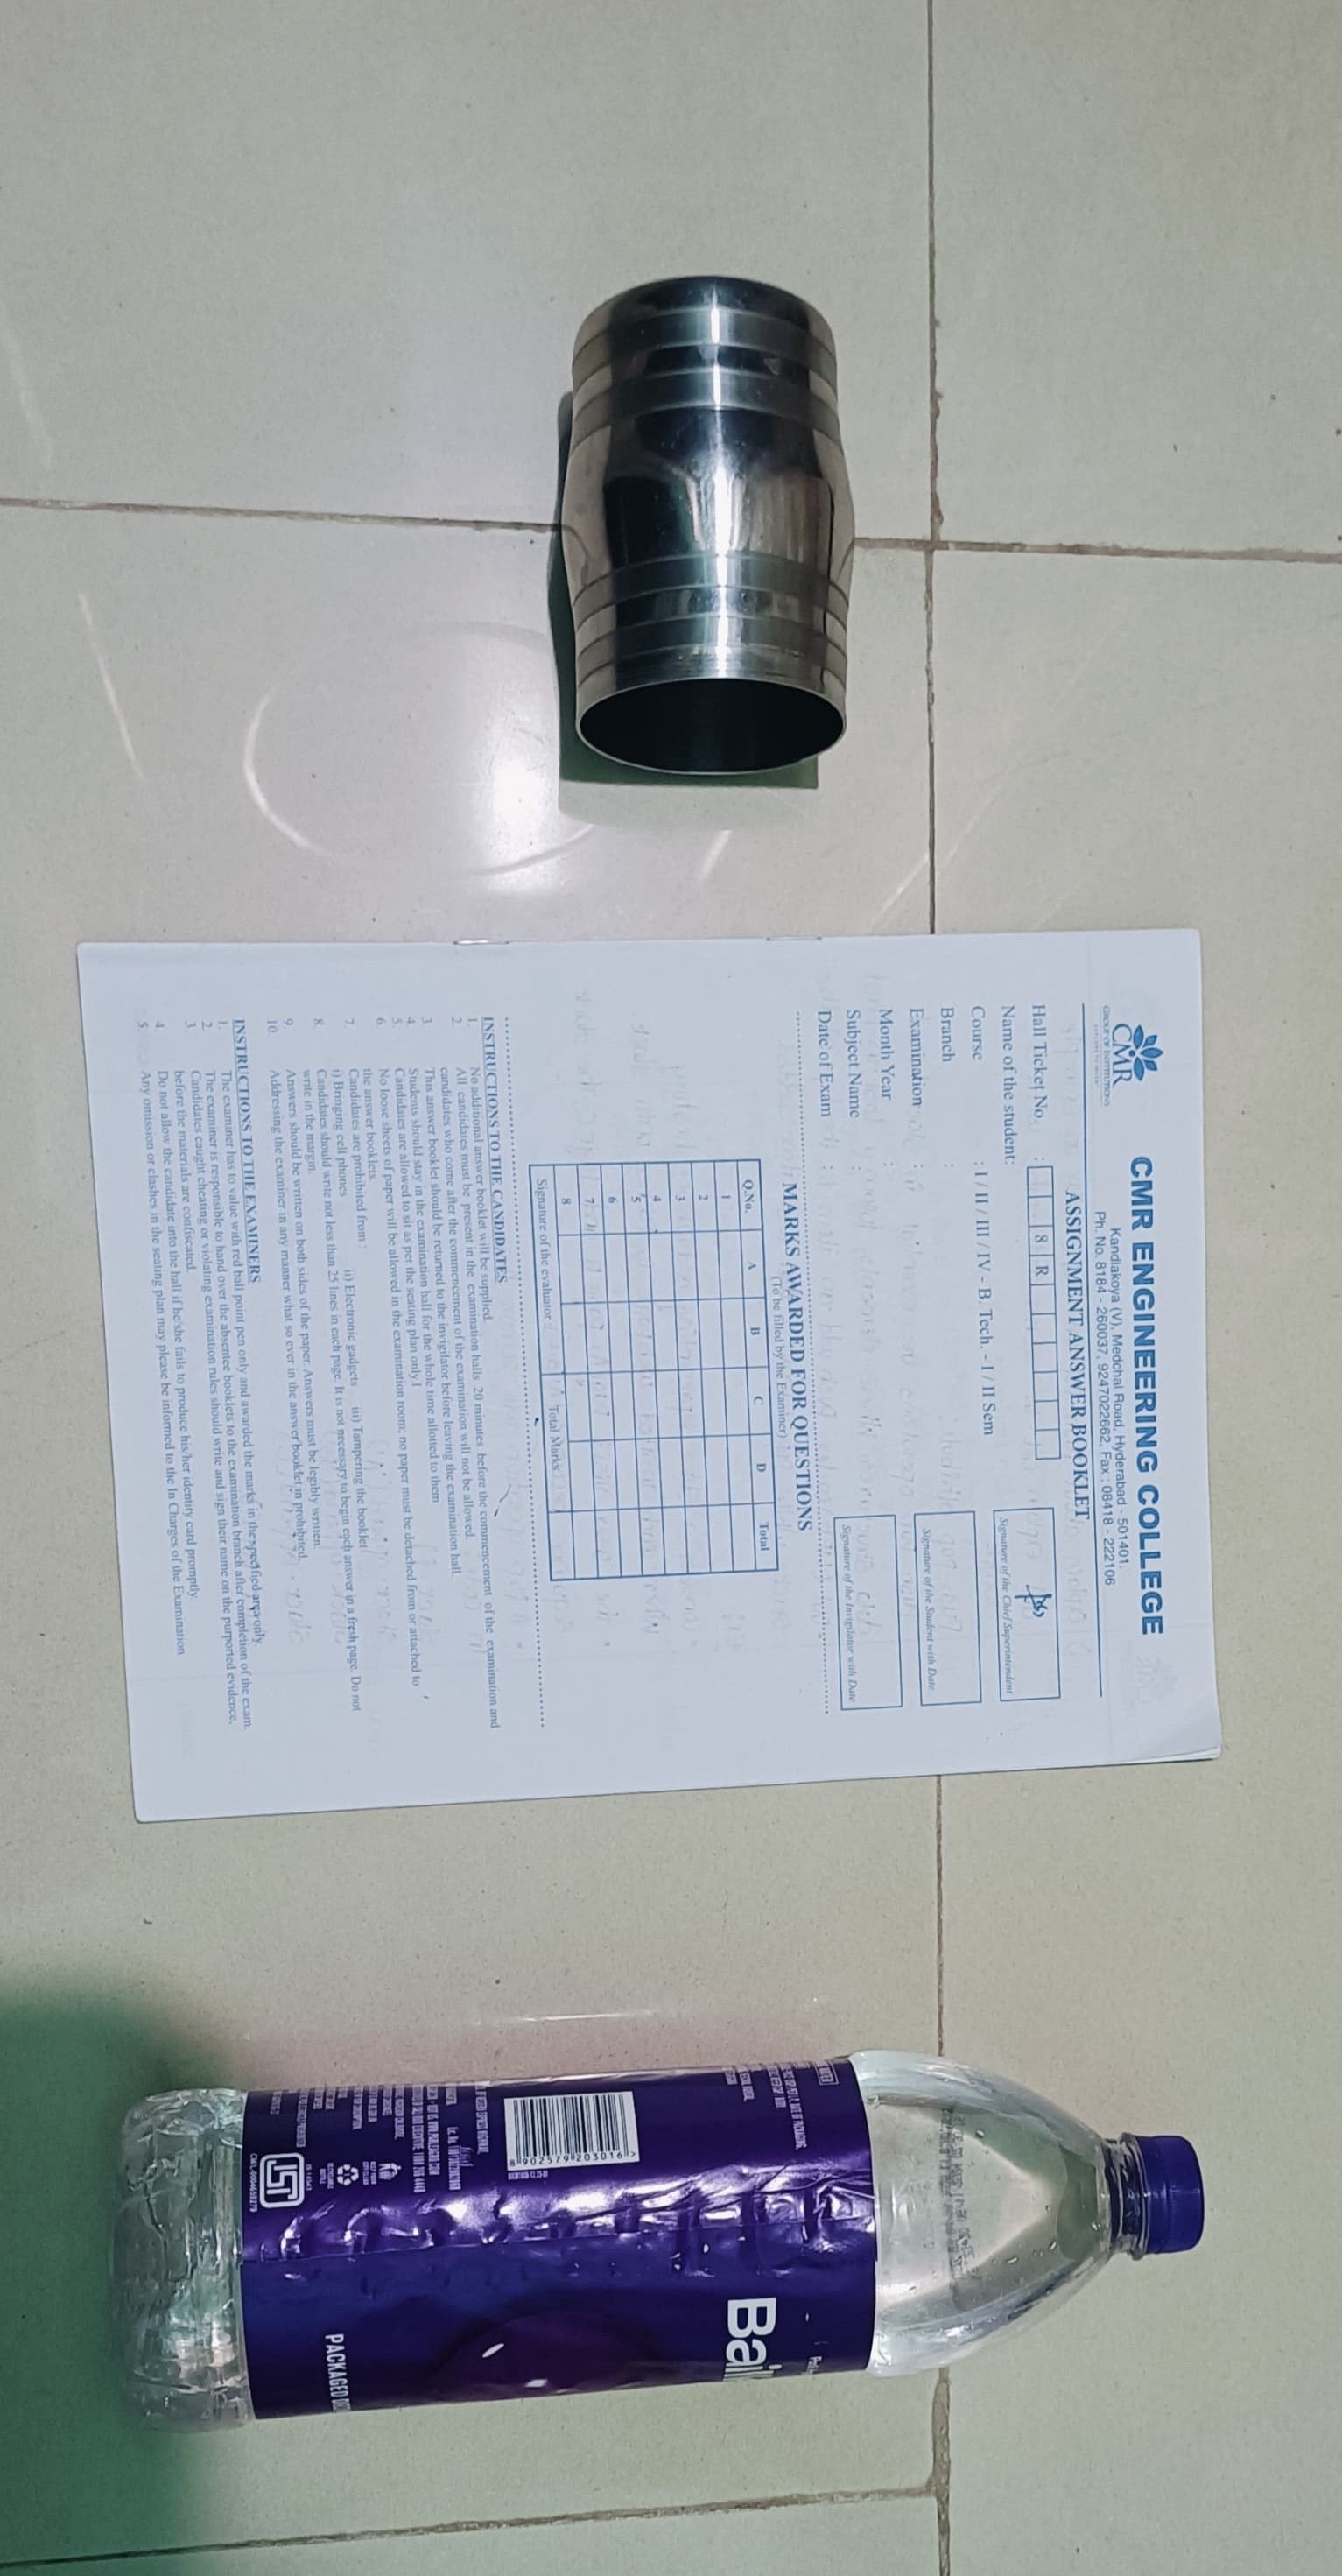 CMR
GROUP OF INSTITUTIONS
CMR ENGINEERING COLLEGE
Kandlakoya (V), Medchal Road, Hyderabad - 501401.
Ph. No. 8184 - 260037, 9247022662, Fax : 08418 - 222106
ASSIGNMENT ANSWER BOOKLET
Hall Ticket No. : 8 R
Name of the student:
Course : I / II / III / IV - B. Tech. - I / II Sem
Branch :
Examination :
Month Year :
Subject Name :
Date of Exam :
Signature of the Chief Superintendent
Signature of the Student with Date
Signature of the Invigilator with Date
MARKS AWARDED FOR QUESTIONS
(To be filled by the Examiner)
Q.No. A B C D Total
1
2
3
4
5
6
7
8
Signature of the evaluator : Total Marks
INSTRUCTIONS TO THE CANDIDATES
1. No additional answer booklet will be supplied.
2. All candidates must be present in the examination halls 20 minutes before the commencement of the examination and
candidates who come after the commencement of the examination will not be allowed.
3. This answer booklet should be returned to the invigilator before leaving the examination hall.
4. Students should stay in the examination hall for the whole time allotted to them
5. Candidates are allowed to sit as per the seating plan only.
6. No loose sheets of paper will be allowed in the examination room; no paper must be detached from or attached to
the answer booklets.
7. Candidates are prohibited from :
i) Bringing cell phones ii) Electronic gadgets iii) Tampering the booklet
8. Candidates should write not less than 25 lines in each page. It is not necessary to begin each answer in a fresh page. Do not
write in the margin.
9. Answers should be written on both sides of the paper. Answers must be legibly written.
10. Addressing the examiner in any manner what so ever in the answer booklet in prohibited.
INSTRUCTIONS TO THE EXAMINERS
1. The examiner has to value with red ball point pen only and awarded the marks in the specified area only.
2. The examiner is responsible to hand over the absentee booklets to the examination branch after completion of the exam.
3. Candidates caught cheating or violating examination rules should write and sign their name on the purported evidence,
before the materials are confiscated.
4. Do not allow the candidate into the hall if he/she fails to produce his/her identity card promptly
5. Any omission or clashes in the seating plan may please be informed to the In Charges of the Examination
8 902579 203016 >
IS 14543
CM/L-0004659279
Bail
PACKAGED